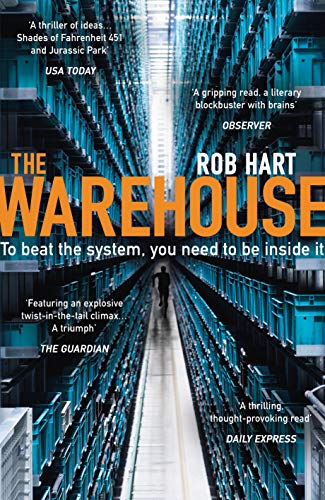 'A thriller of ideas...
Shades of Fahrenheit 451
and Jurassic Park'
USA TODAY
'A gripping read, a literary
blockbuster with brains'
OBSERVER
THE
ROB HART
WAREHOUSE
To beat the system, you need to be inside it
'Featuring an explosive
twist-in-the-tail climax...
A triumph'
THE GUARDIAN
'A thrilling,
thought-provoking read'
DAILY EXPRESS